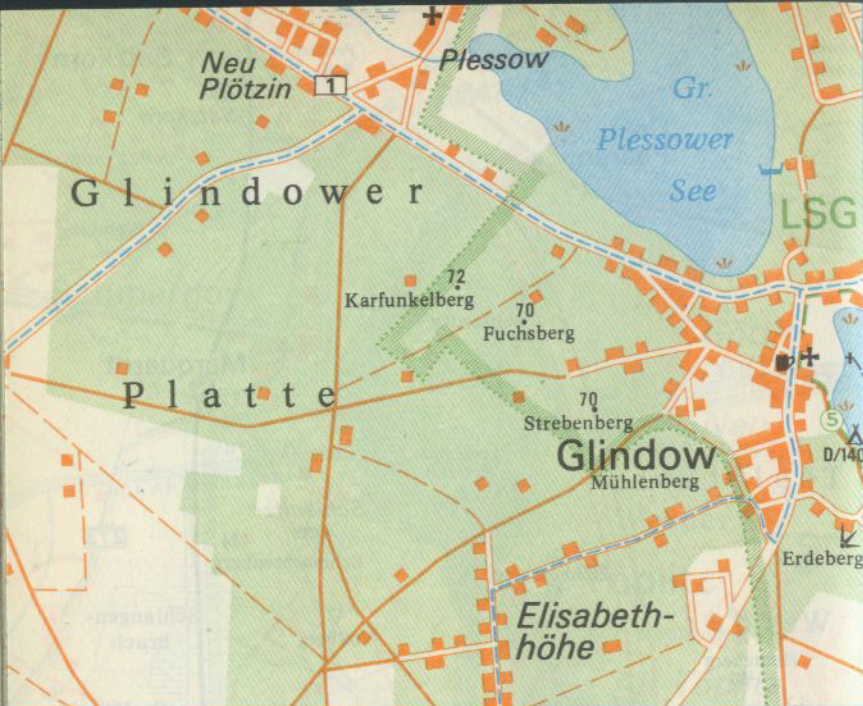 Neu
Plötzin
1
Plessow
Gr.
Plessower
See
Glindower
LSG
72
Karfunkelberg
70
Fuchsberg
Platte
70
Strebenberg
Glindow
Mühlenberg
5
D/140
Erdeberg
Elisabeth-
höhe